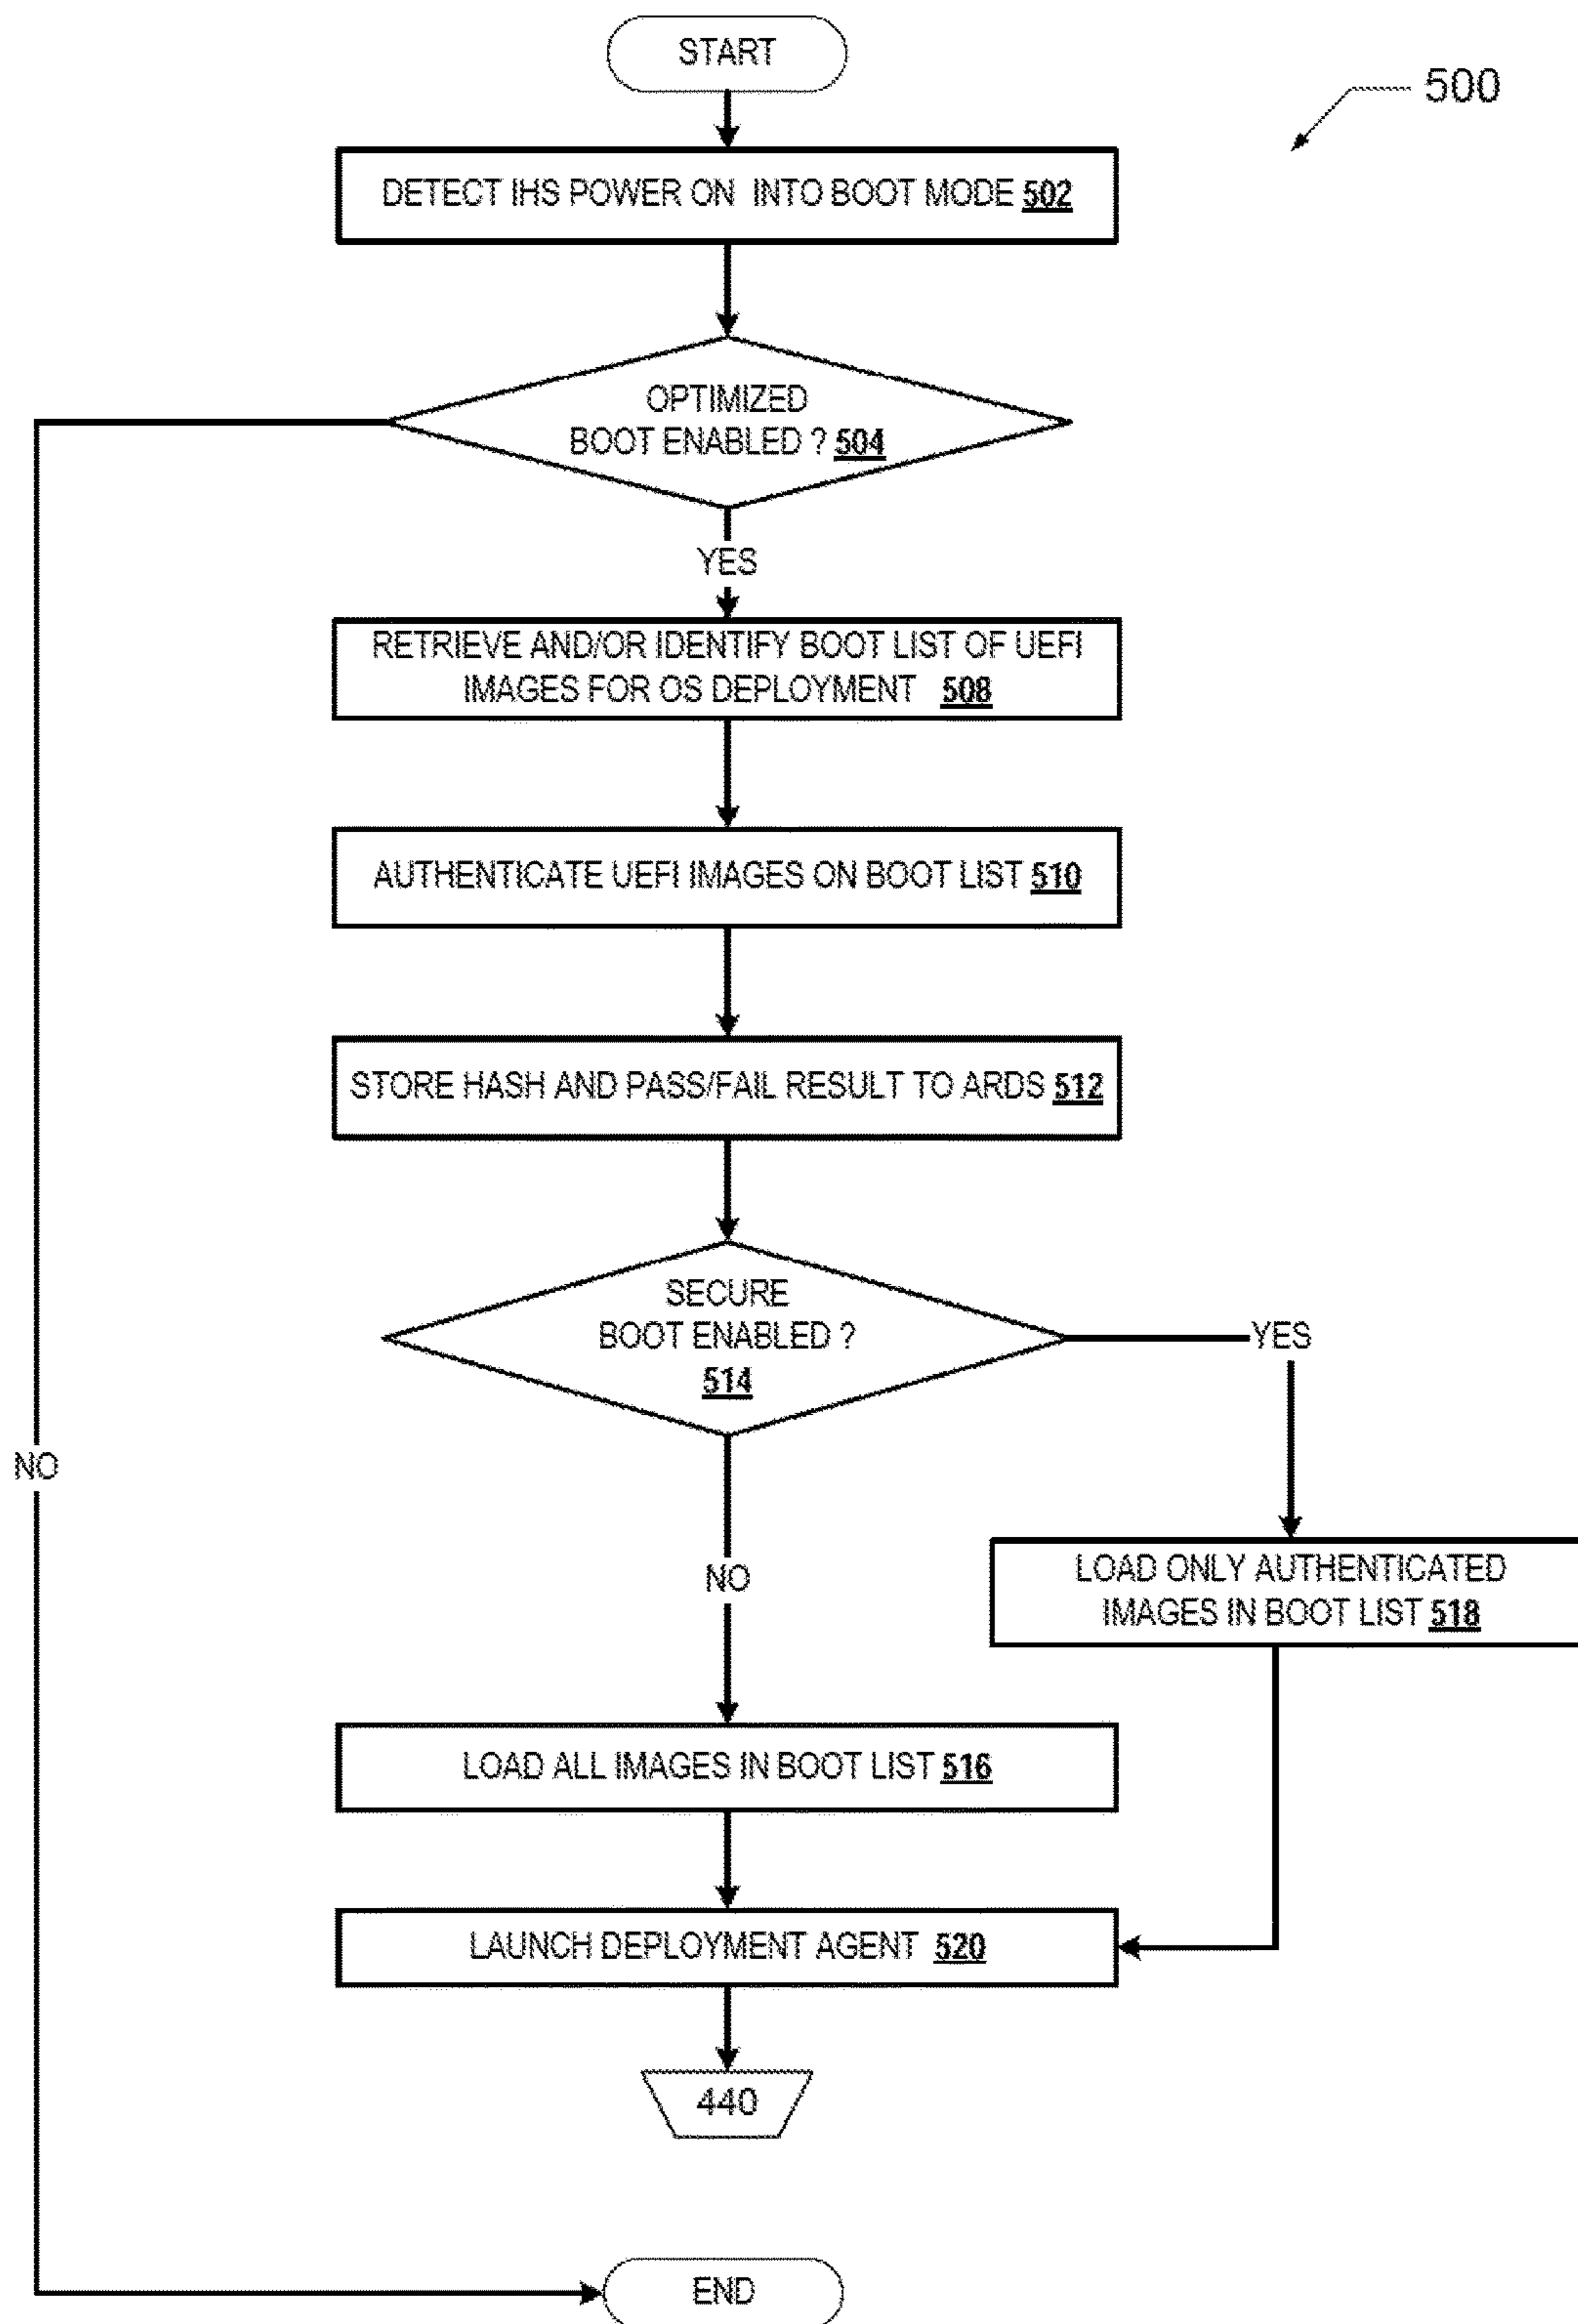 START
500
DETECT IHS POWER ON INTO BOOT MODE 502
OPTIMIZED
BOOT ENABLED ? 504
YES
RETRIEVE AND/OR IDENTIFY BOOT LIST OF UEFI
IMAGES FOR OS DEPLOYMENT 508
AUTHENTICATE UEFI IMAGES ON BOOT LIST 510
STORE HASH AND PASS/FAIL RESULT TO ARDS 512
SECURE
BOOT ENABLED ?
514
YES
NO
NO
LOAD ONLY AUTHENTICATED
IMAGES IN BOOT LIST 518
LOAD ALL IMAGES IN BOOT LIST 516
LAUNCH DEPLOYMENT AGENT 520
440
END